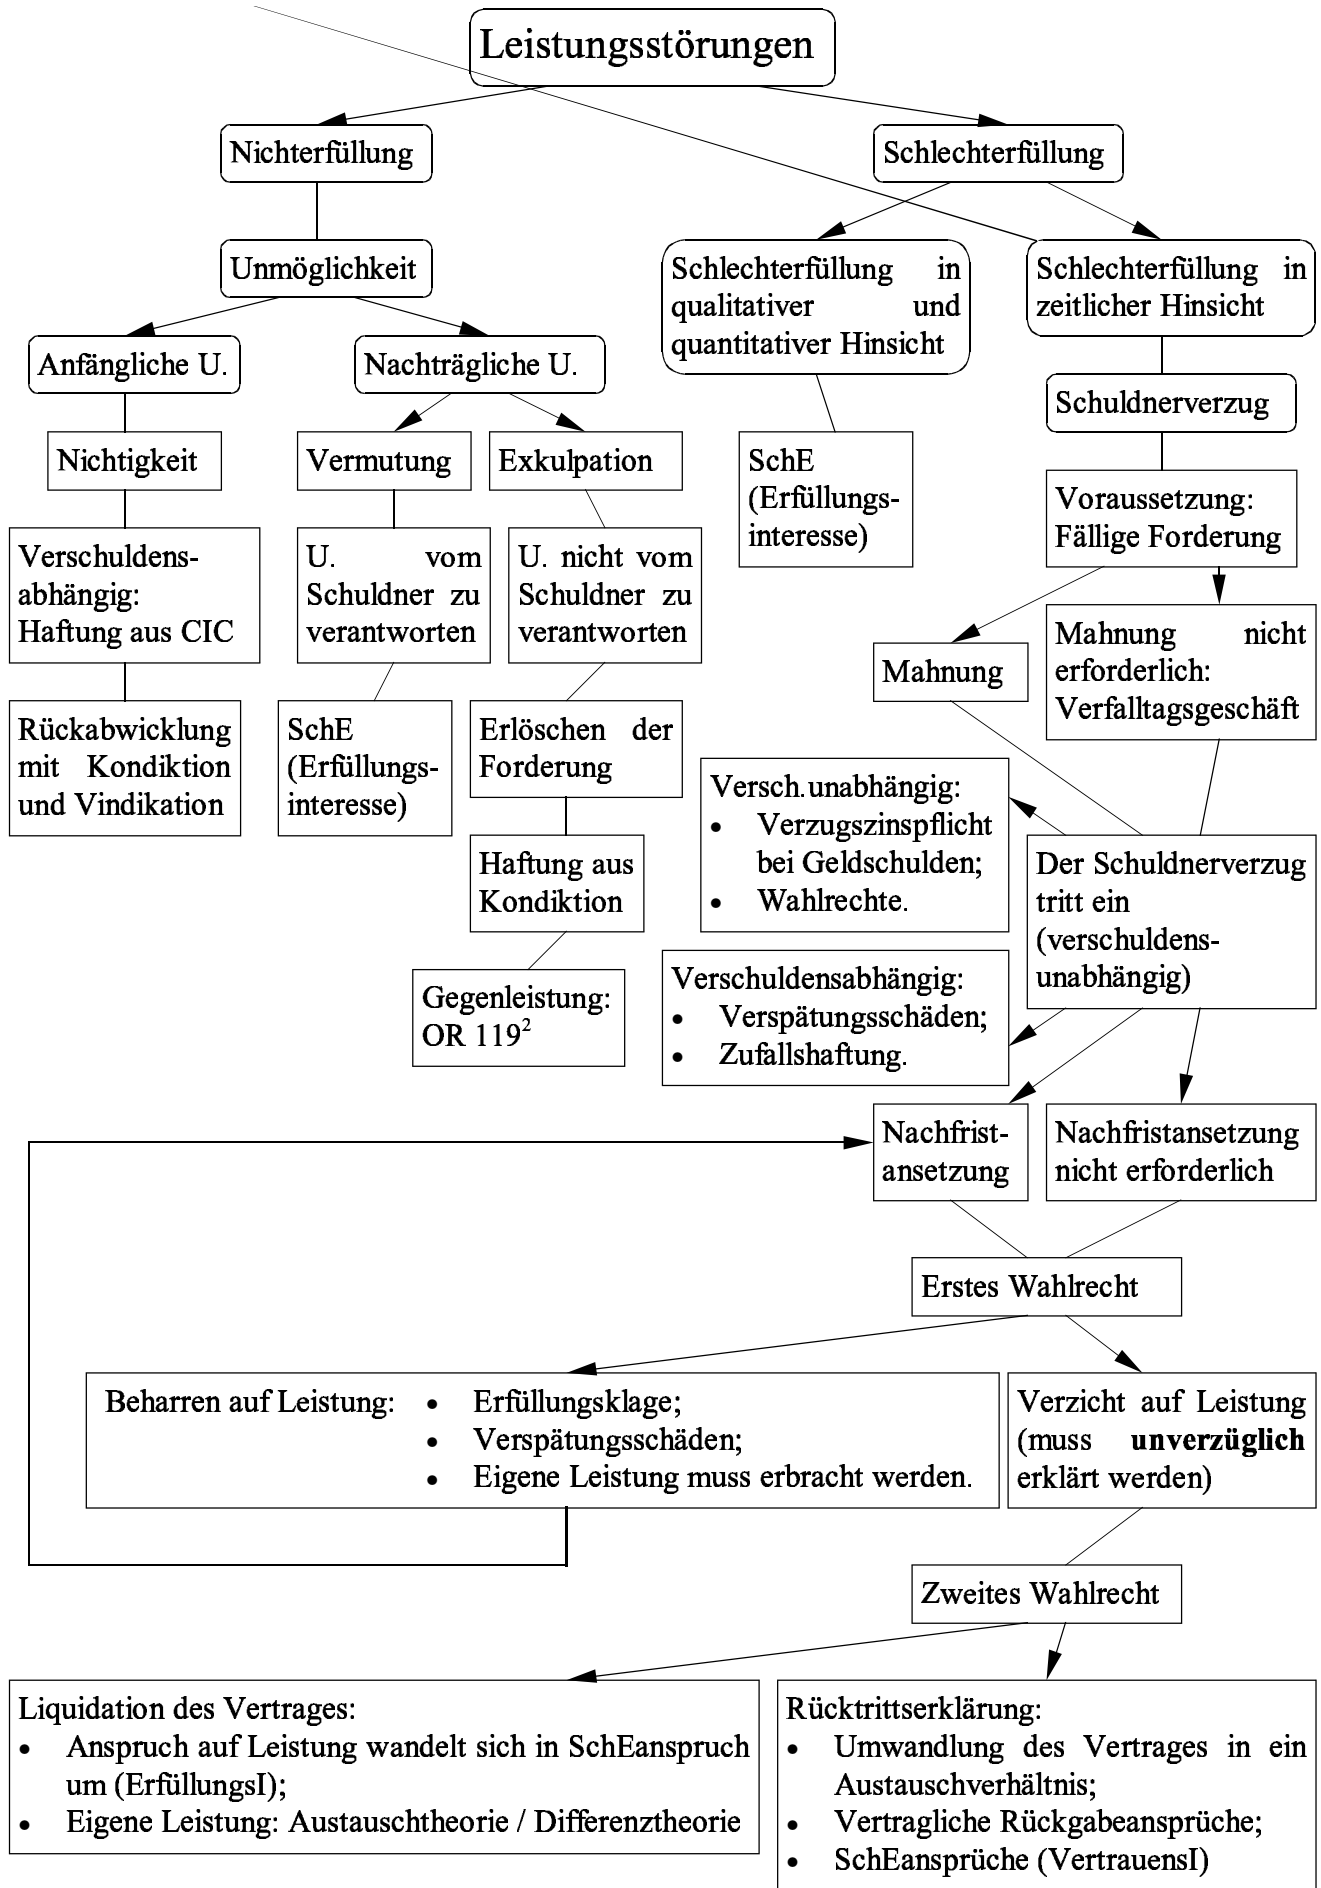 Leistungsstörungen
Nichterfüllung
Schlechterfüllung
Unmöglichkeit
Schlechterfüllung in
qualitativer und
quantitativer Hinsicht
Schlechterfüllung in
zeitlicher Hinsicht
Anfängliche U.
Nachträgliche U.
Schuldnerverzug
Nichtigkeit
Vermutung
Exkulpation
SchE
(Erfüllungs-
interesse)
Voraussetzung:
Fällige Forderung
Verschuldens-
abhängig:
Haftung aus CIC
U. vom
Schuldner zu
verantworten
U. nicht vom
Schuldner zu
verantworten
Mahnung
Mahnung nicht
erforderlich:
Verfalltagsgeschäft
Rückabwicklung
mit Kondiktion
und Vindikation
SchE
(Erfüllungs-
interesse)
Erlöschen der
Forderung
Versch.unabhängig:
• Verzugszinspflicht
bei Geldschulden;
• Wahlrechte.
Der Schuldnerverzug
tritt ein
(verschuldens-
unabhängig)
Haftung aus
Kondiktion
Gegenleistung:
OR 119²
Verschuldensabhängig:
• Verspätungsschäden;
• Zufallshaftung.
Nachfrist-
ansetzung
Nachfristansetzung
nicht erforderlich
Erstes Wahlrecht
Beharren auf Leistung: • Erfüllungsklage;
• Verspätungsschäden;
• Eigene Leistung muss erbracht werden.
Verzicht auf Leistung
(muss unverzüglich
erklärt werden)
Zweites Wahlrecht
Liquidation des Vertrages:
• Anspruch auf Leistung wandelt sich in SchEanspruch
um (ErfüllungsI);
• Eigene Leistung: Austauschtheorie / Differenztheorie
Rücktrittserklärung:
• Umwandlung des Vertrages in ein
Austauschverhältnis;
• Vertragliche Rückgabeansprüche;
• SchEansprüche (VertrauensI)